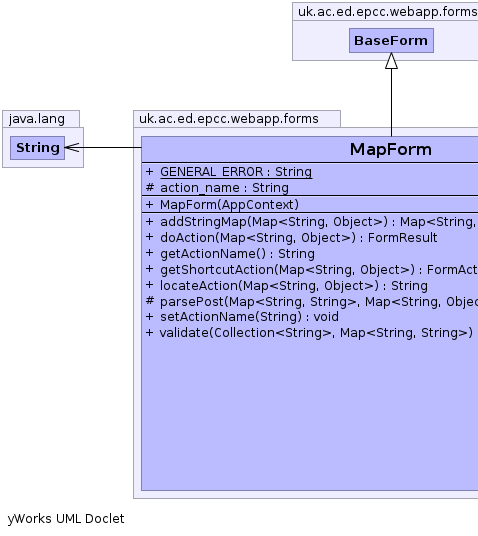 uk.ac.ed.epcc.webapp.forms
BaseForm
java.lang
String
uk.ac.ed.epcc.webapp.forms
MapForm
+ GENERAL_ERROR : String
# action_name : String
+ MapForm(AppContext)
+ addStringMap(Map<String, Object>) : Map<String,
+ doAction(Map<String, Object>) : FormResult
+ getActionName() : String
+ getShortcutAction(Map<String, Object>) : FormAct
+ locateAction(Map<String, Object>) : String
# parsePost(Map<String, String>, Map<String, Objec
+ setActionName(String) : void
+ validate(Collection<String>, Map<String, String>)
yWorks UML Doclet